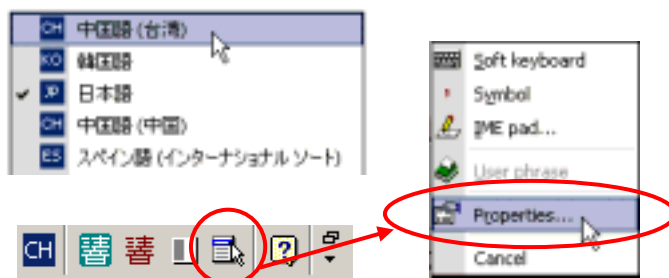 CH 中国語 (台湾)
KO 韓国語
JP 日本語
CH 中国語 (中国)
ES スペイン語 (インターナショナル ソート)
CH
?
Soft keyboard
Symbol
IME pad...
User phrase
Properties...
Cancel